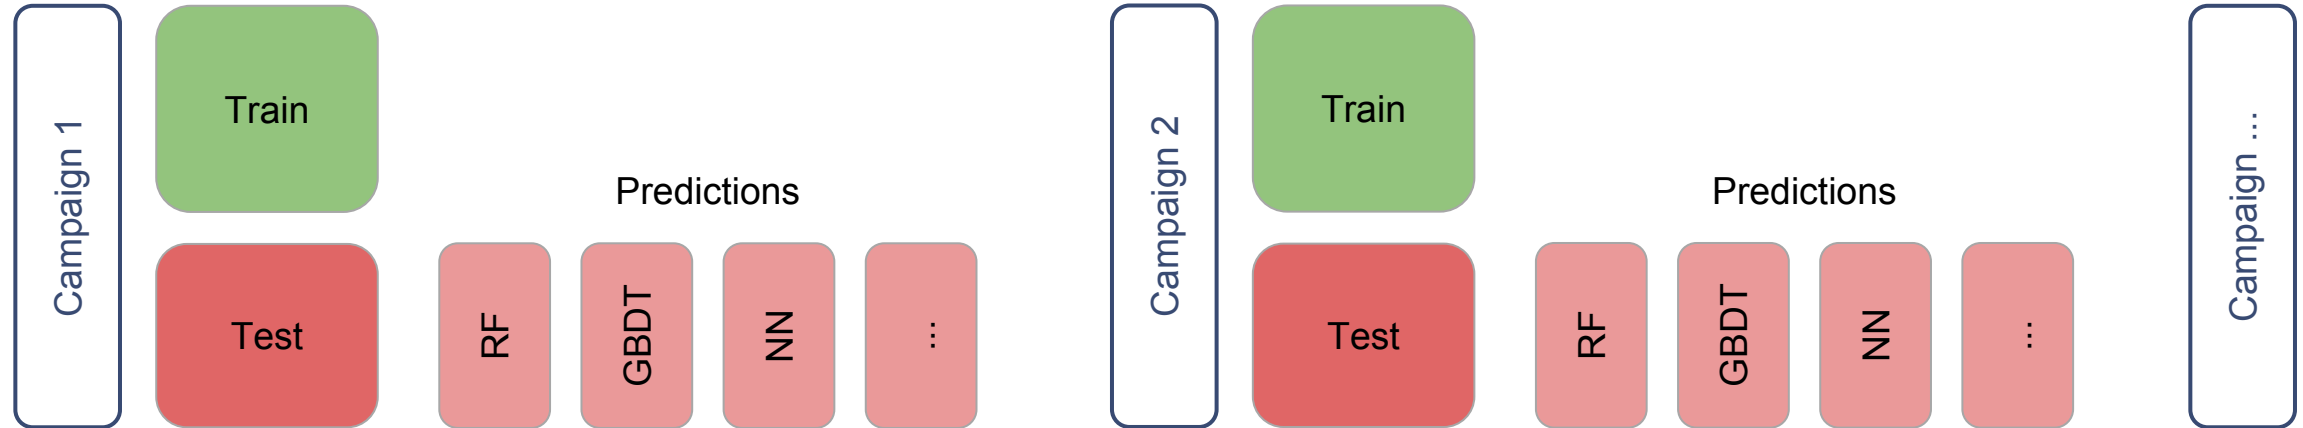 Campaign 1
Train
Test
Predictions
RF
GBDT
NN
...
Campaign 2
Train
Test
Predictions
RF
GBDT
NN
...
Campaign ...